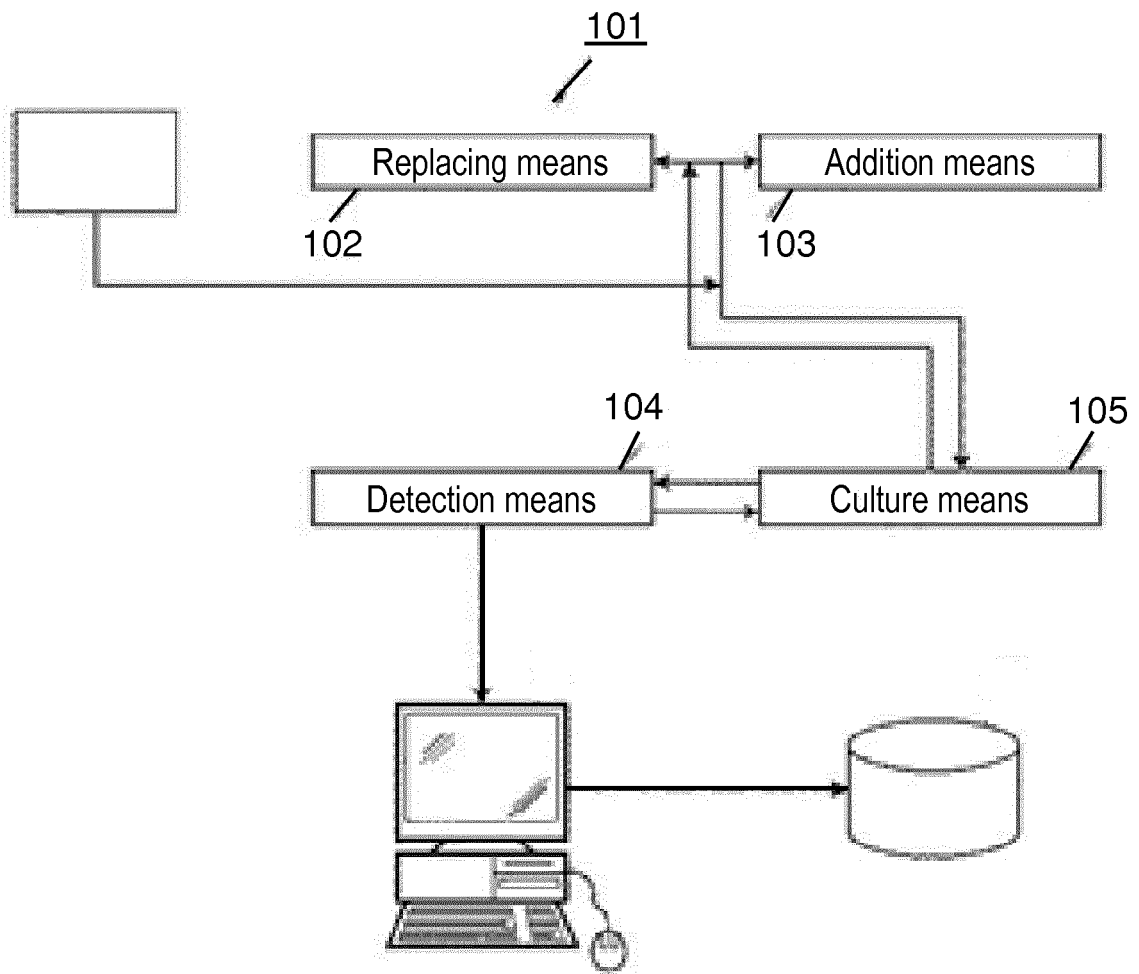 101
Replacing means
Addition means
102
103
104
105
Detection means
Culture means